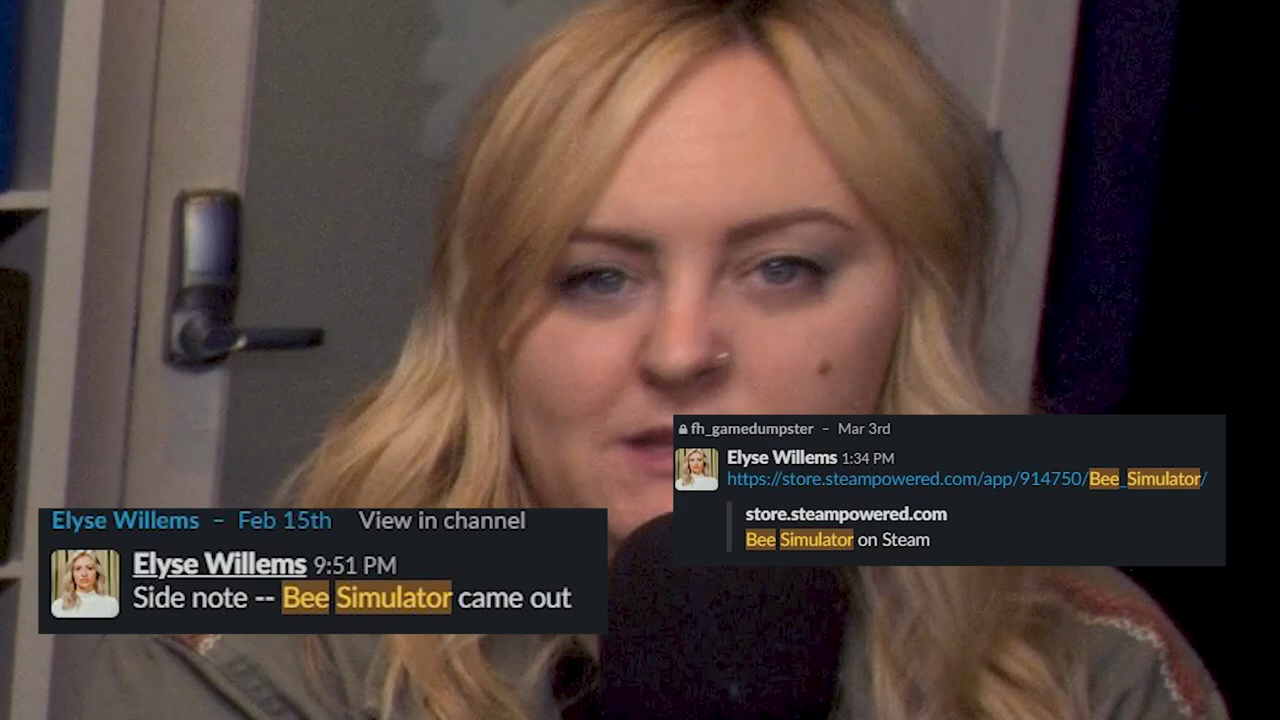 fh_gamedumpster – Mar 3rd
Elyse Willems 1:34 PM
https://store.steampowered.com/app/914750/Bee_Simulator/
store.steampowered.com
Bee Simulator on Steam
Elyse Willems – Feb 15th View in channel
Elyse Willems 9:51 PM
Side note -- Bee Simulator came out